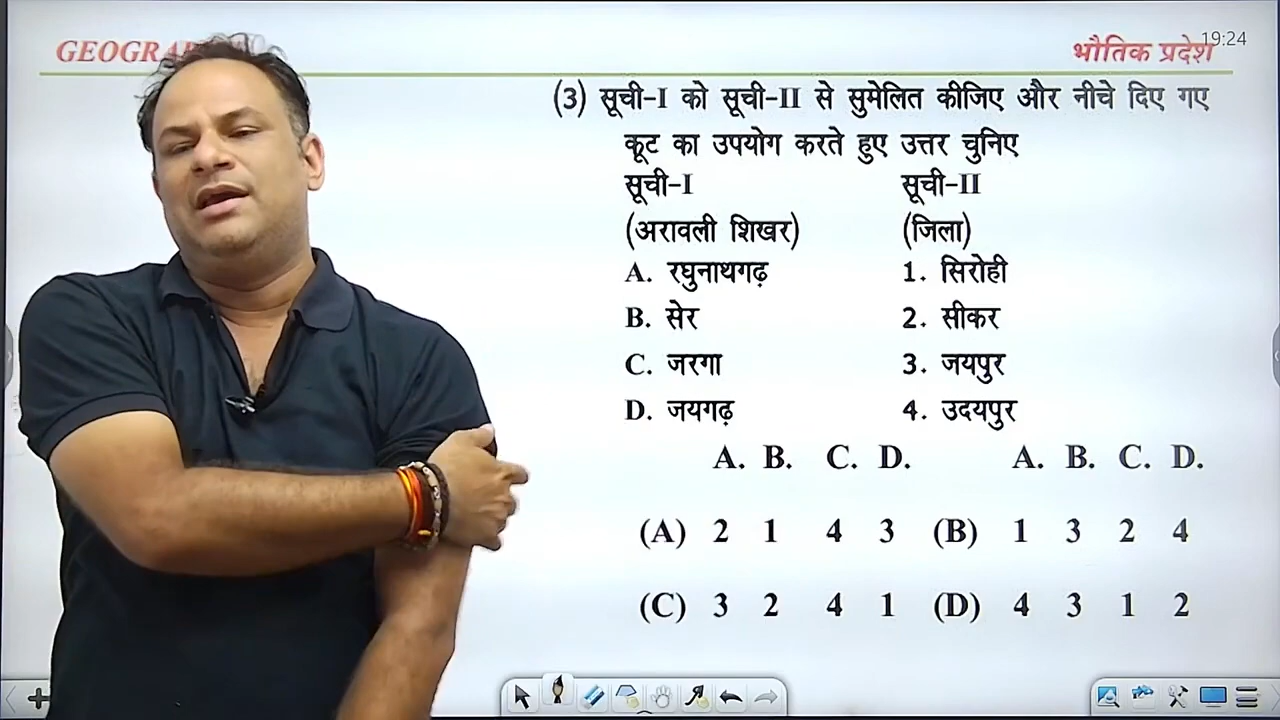 GEOGRA
भौतिक प्रदेश
19:24
(3) सूची-I को सूची-II से सुमेलित कीजिए और नीचे दिए गए
कूट का उपयोग करते हुए उत्तर चुनिए
सूची-I सूची-II
(अरावली शिखर) (जिला)
A. रघुनाथगढ़ 1. सिरोही
B. सेर 2. सीकर
C. जरगा 3. जयपुर
D. जयगढ़ 4. उदयपुर
A. B. C. D. A. B. C. D.
(A) 2 1 4 3 (B) 1 3 2 4
(C) 3 2 4 1 (D) 4 3 1 2